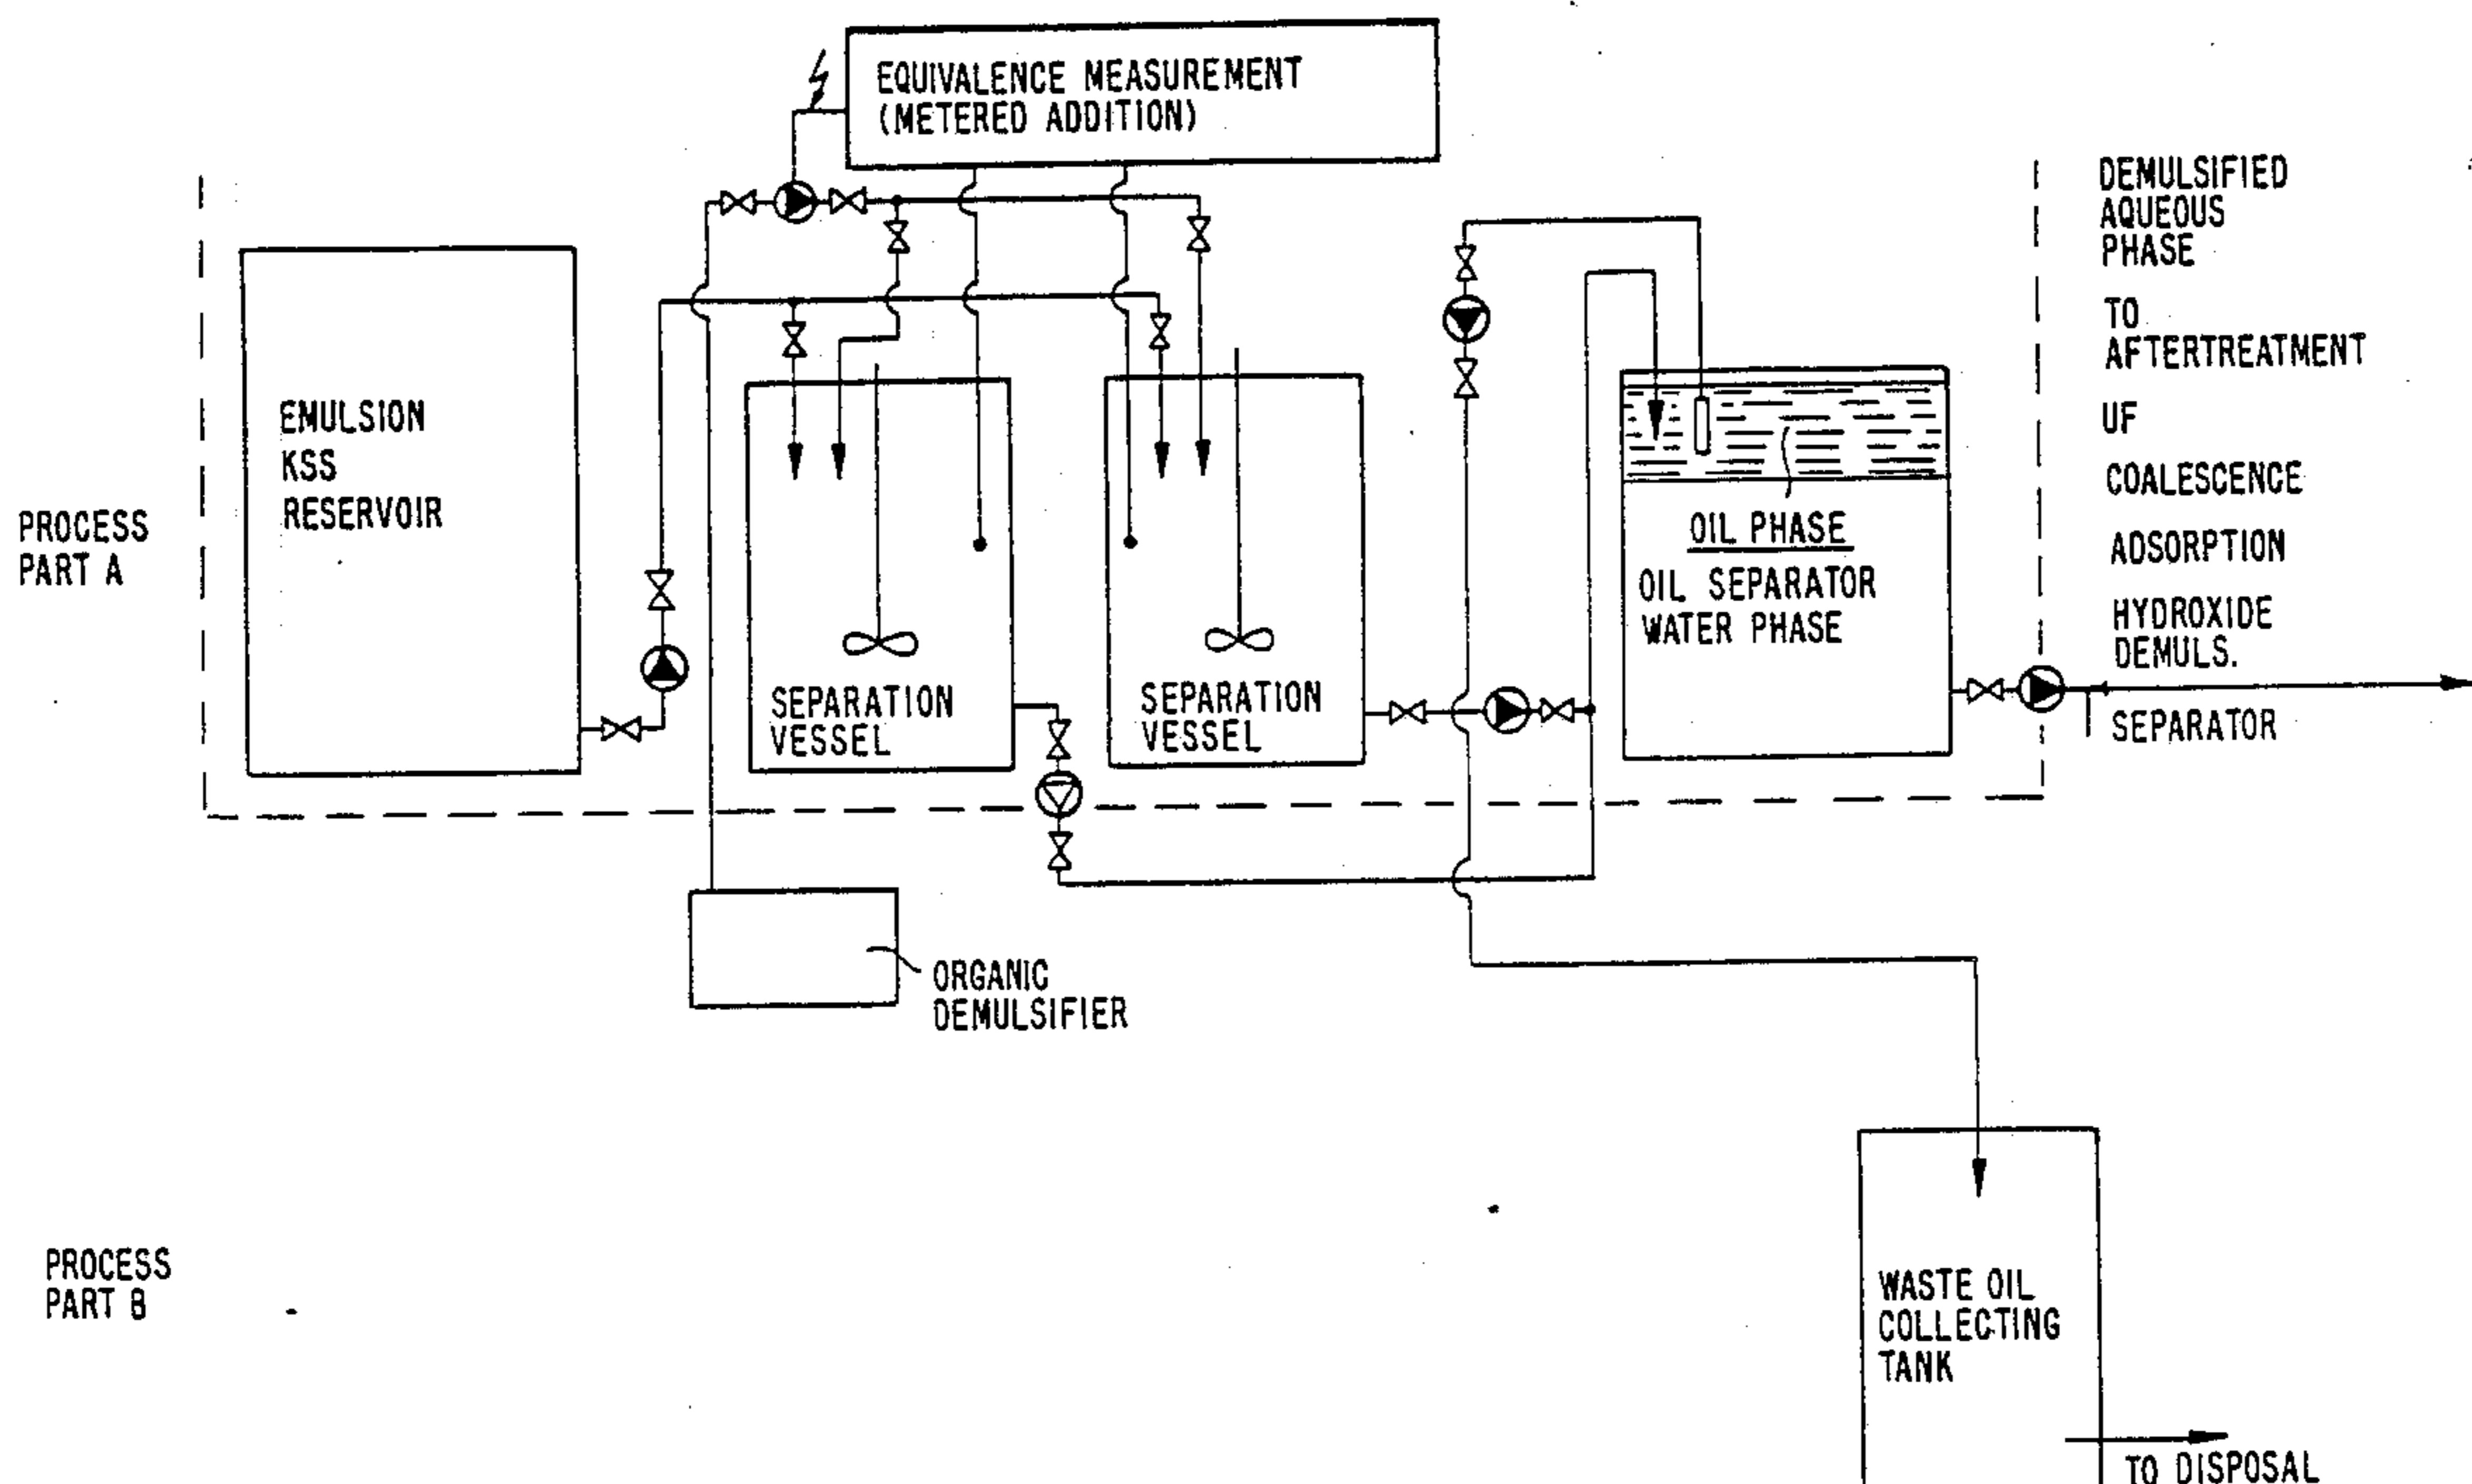 EQUIVALENCE MEASUREMENT
(METERED ADDITION)
DEMULSIFIED
AQUEOUS
PHASE
TO
AFTERTREATMENT
UF
COALESCENCE
ADSORPTION
HYDROXIDE
DEMULS.
SEPARATOR
EMULSION
KSS
RESERVOIR
PROCESS
PART A
SEPARATION
VESSEL
SEPARATION
VESSEL
OIL PHASE
OIL SEPARATOR
WATER PHASE
ORGANIC
DEMULSIFIER
PROCESS
PART B
WASTE OIL
COLLECTING
TANK
TO DISPOSAL